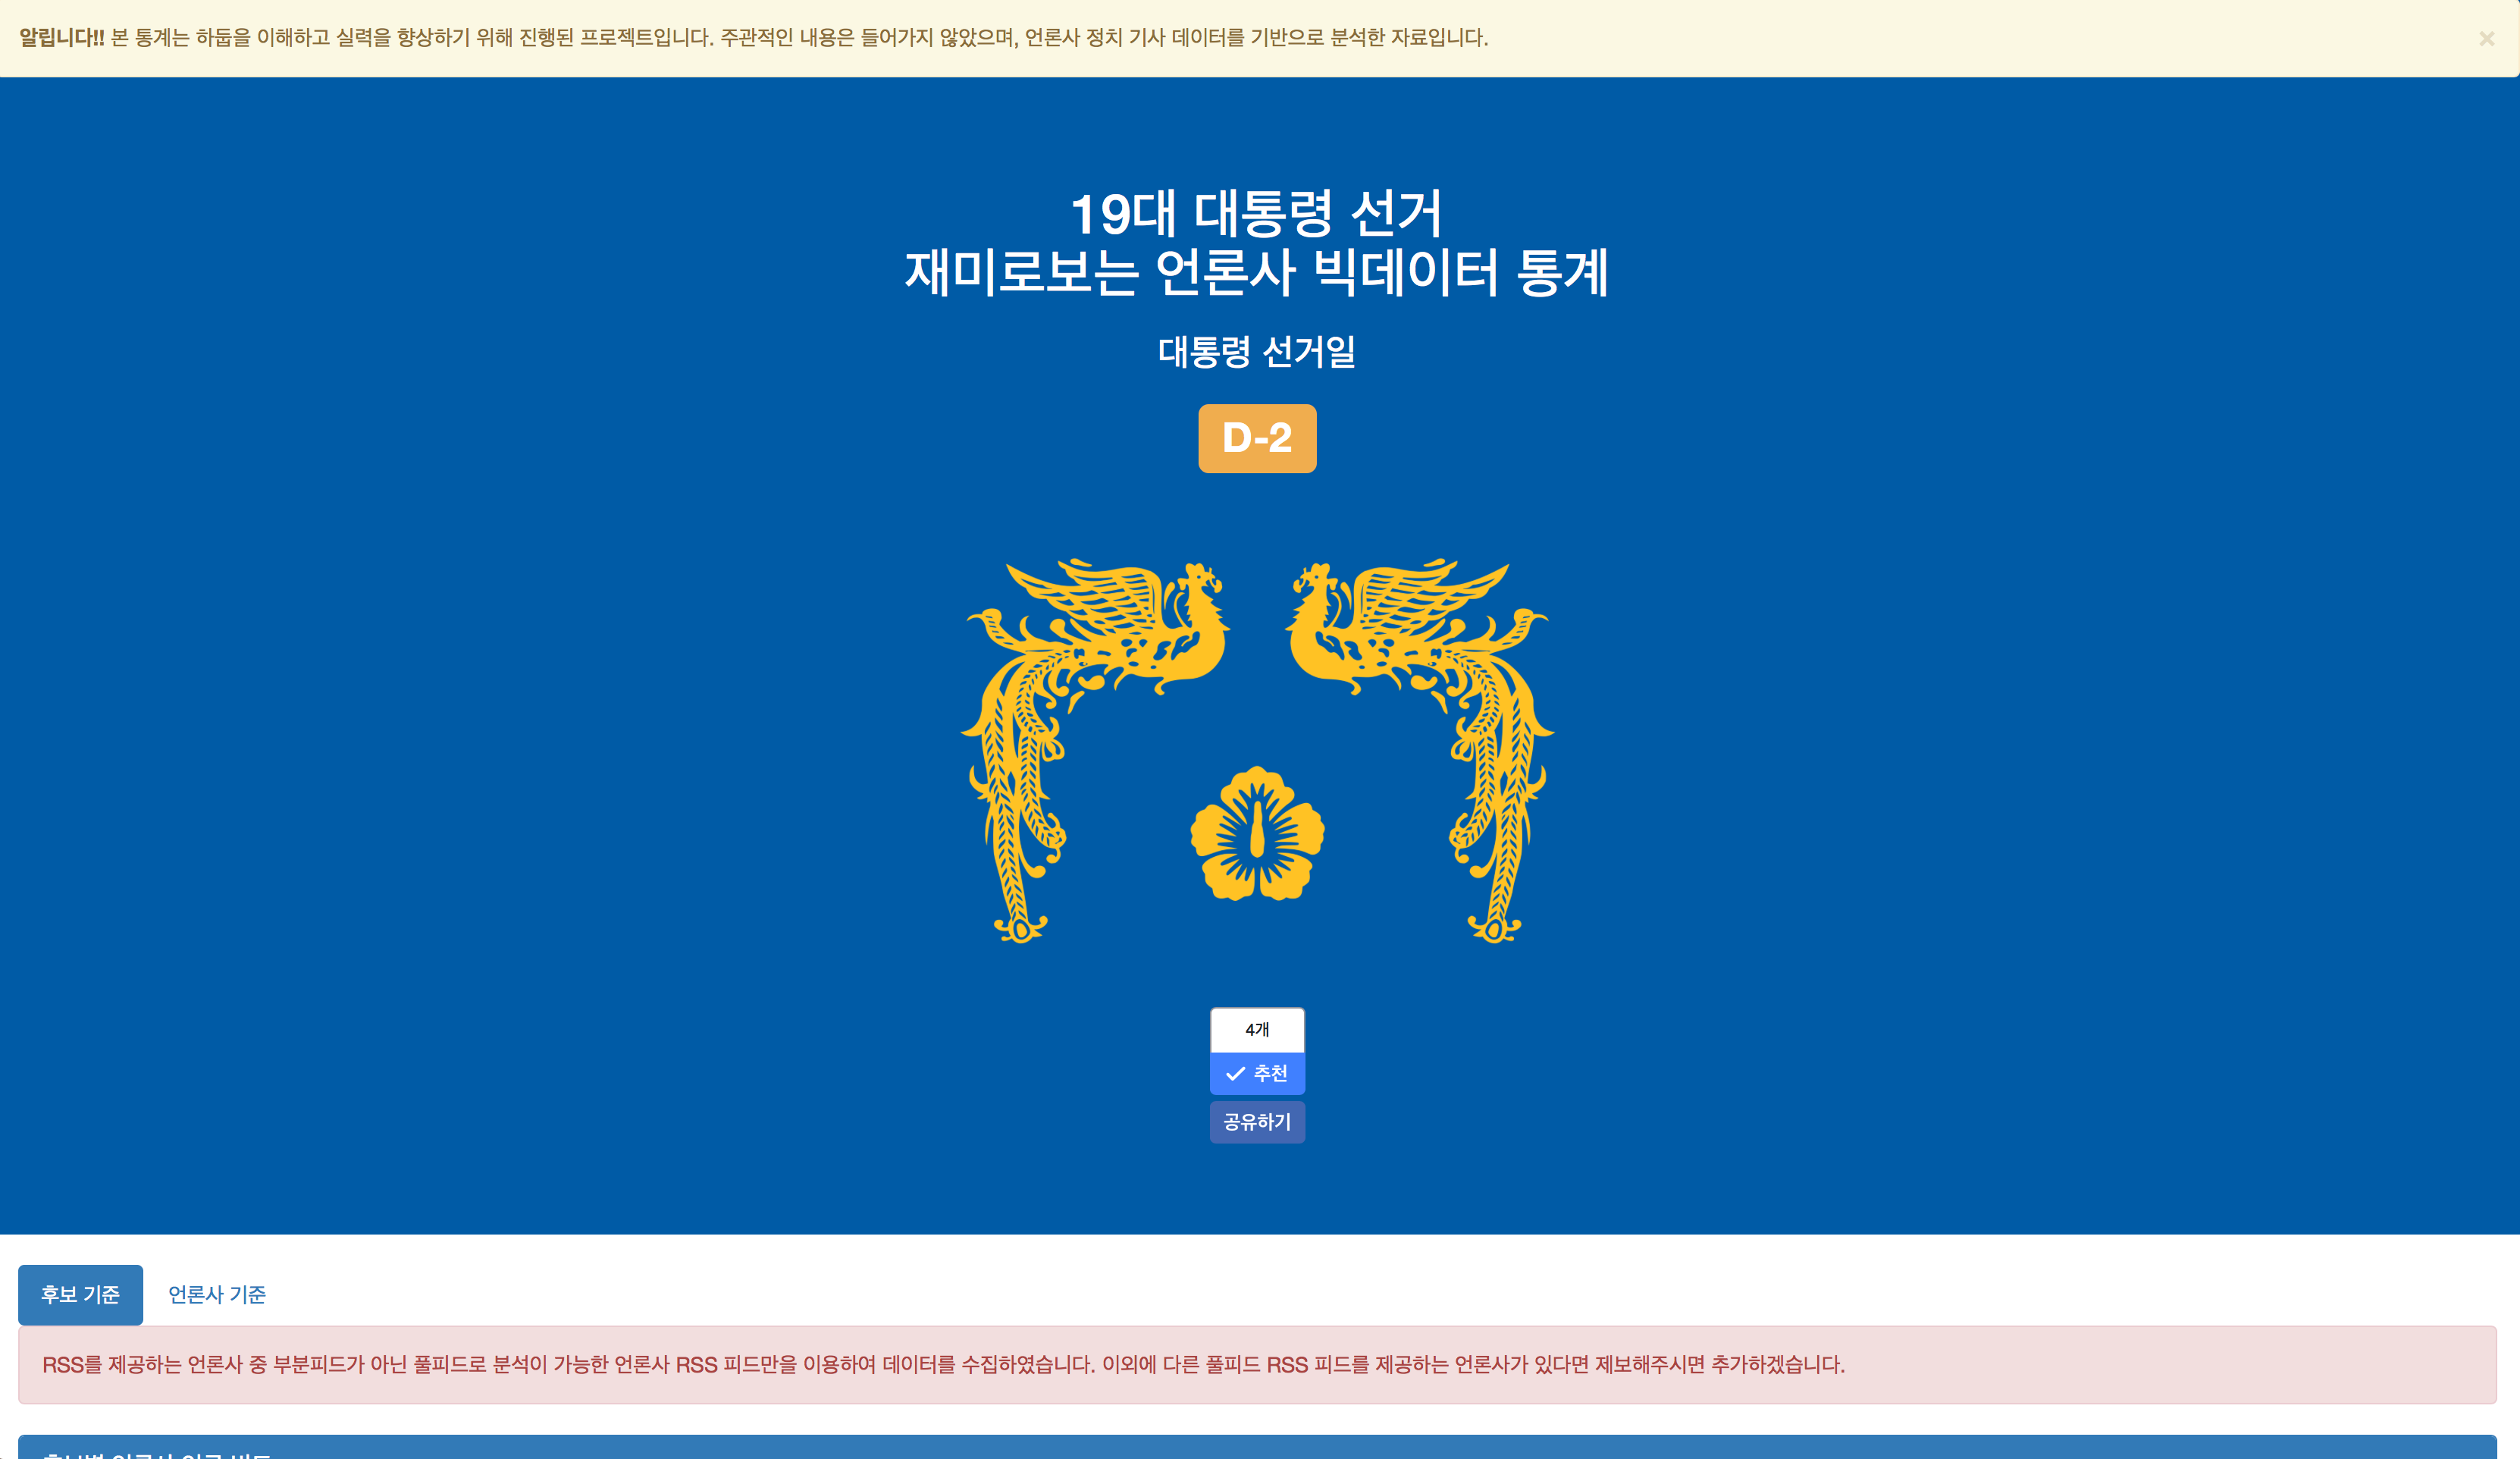 알립니다!! 본 통계는 하둡을 이해하고 실력을 향상하기 위해 진행된 프로젝트입니다. 주관적인 내용은 들어가지 않았으며, 언론사 정치 기사 데이터를 기반으로 분석한 자료입니다.
×
19대 대통령 선거
재미로보는 언론사 빅데이터 통계
대통령 선거일
D-2
4개
추천
공유하기
후보 기준 언론사 기준
RSS를 제공하는 언론사 중 부분피드가 아닌 풀피드로 분석이 가능한 언론사 RSS 피드만을 이용하여 데이터를 수집하였습니다. 이외에 다른 풀피드 RSS 피드를 제공하는 언론사가 있다면 제보해주시면 추가하겠습니다.